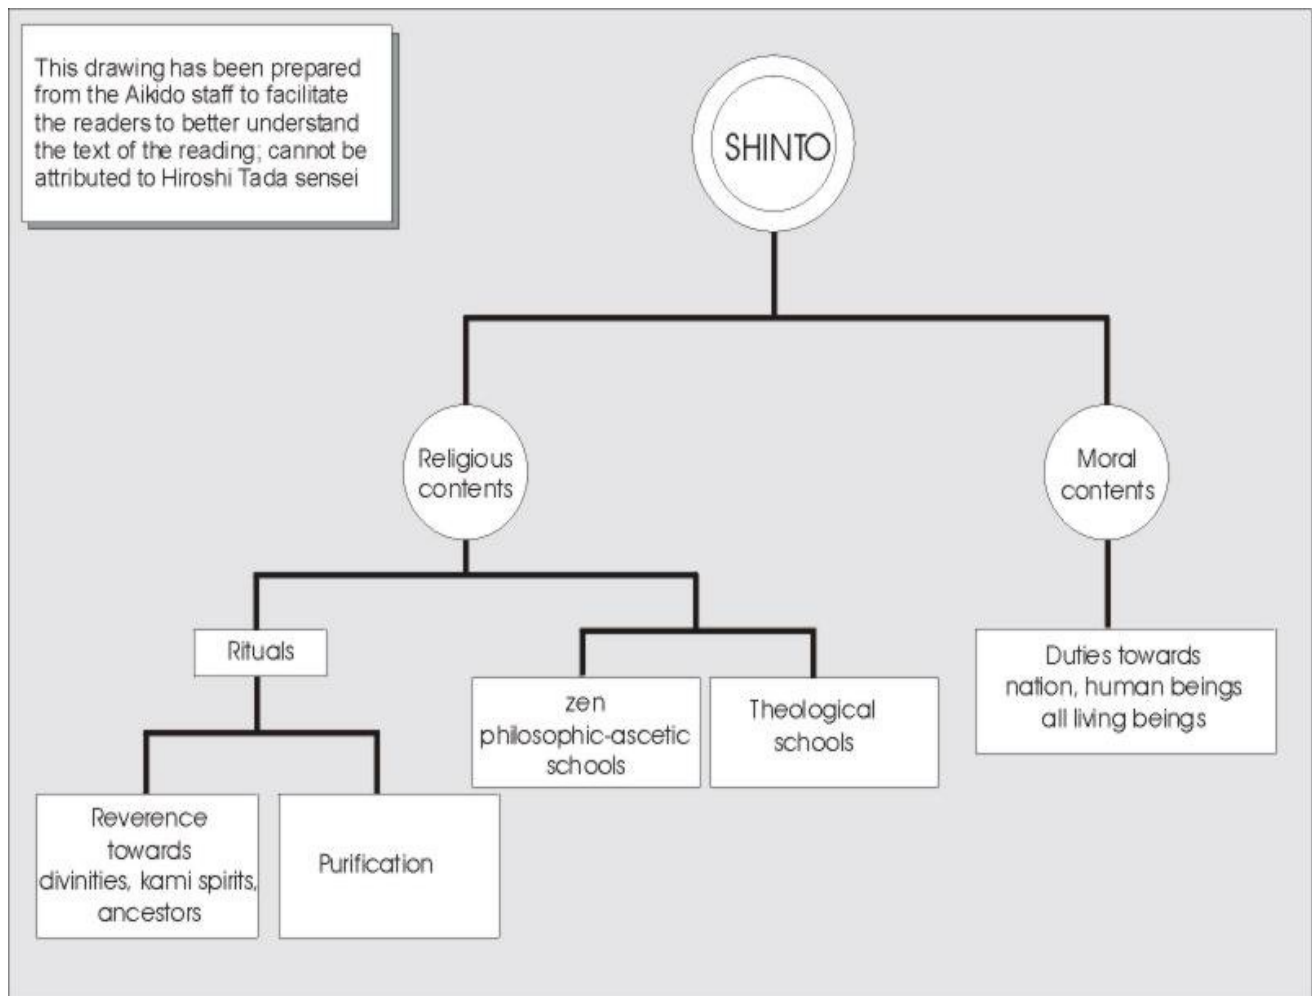 This drawing has been prepared
from the Aikido staff to facilitate
the readers to better understand
the text of the reading; cannot be
attributed to Hiroshi Tada sensei
SHINTO
Religious
contents
Moral
contents
Rituals
zen
philosophic-ascetic
schools
Theological
schools
Duties towards
nation, human beings
all living beings
Reverence
towards
divinities, kami spirits,
ancestors
Purification